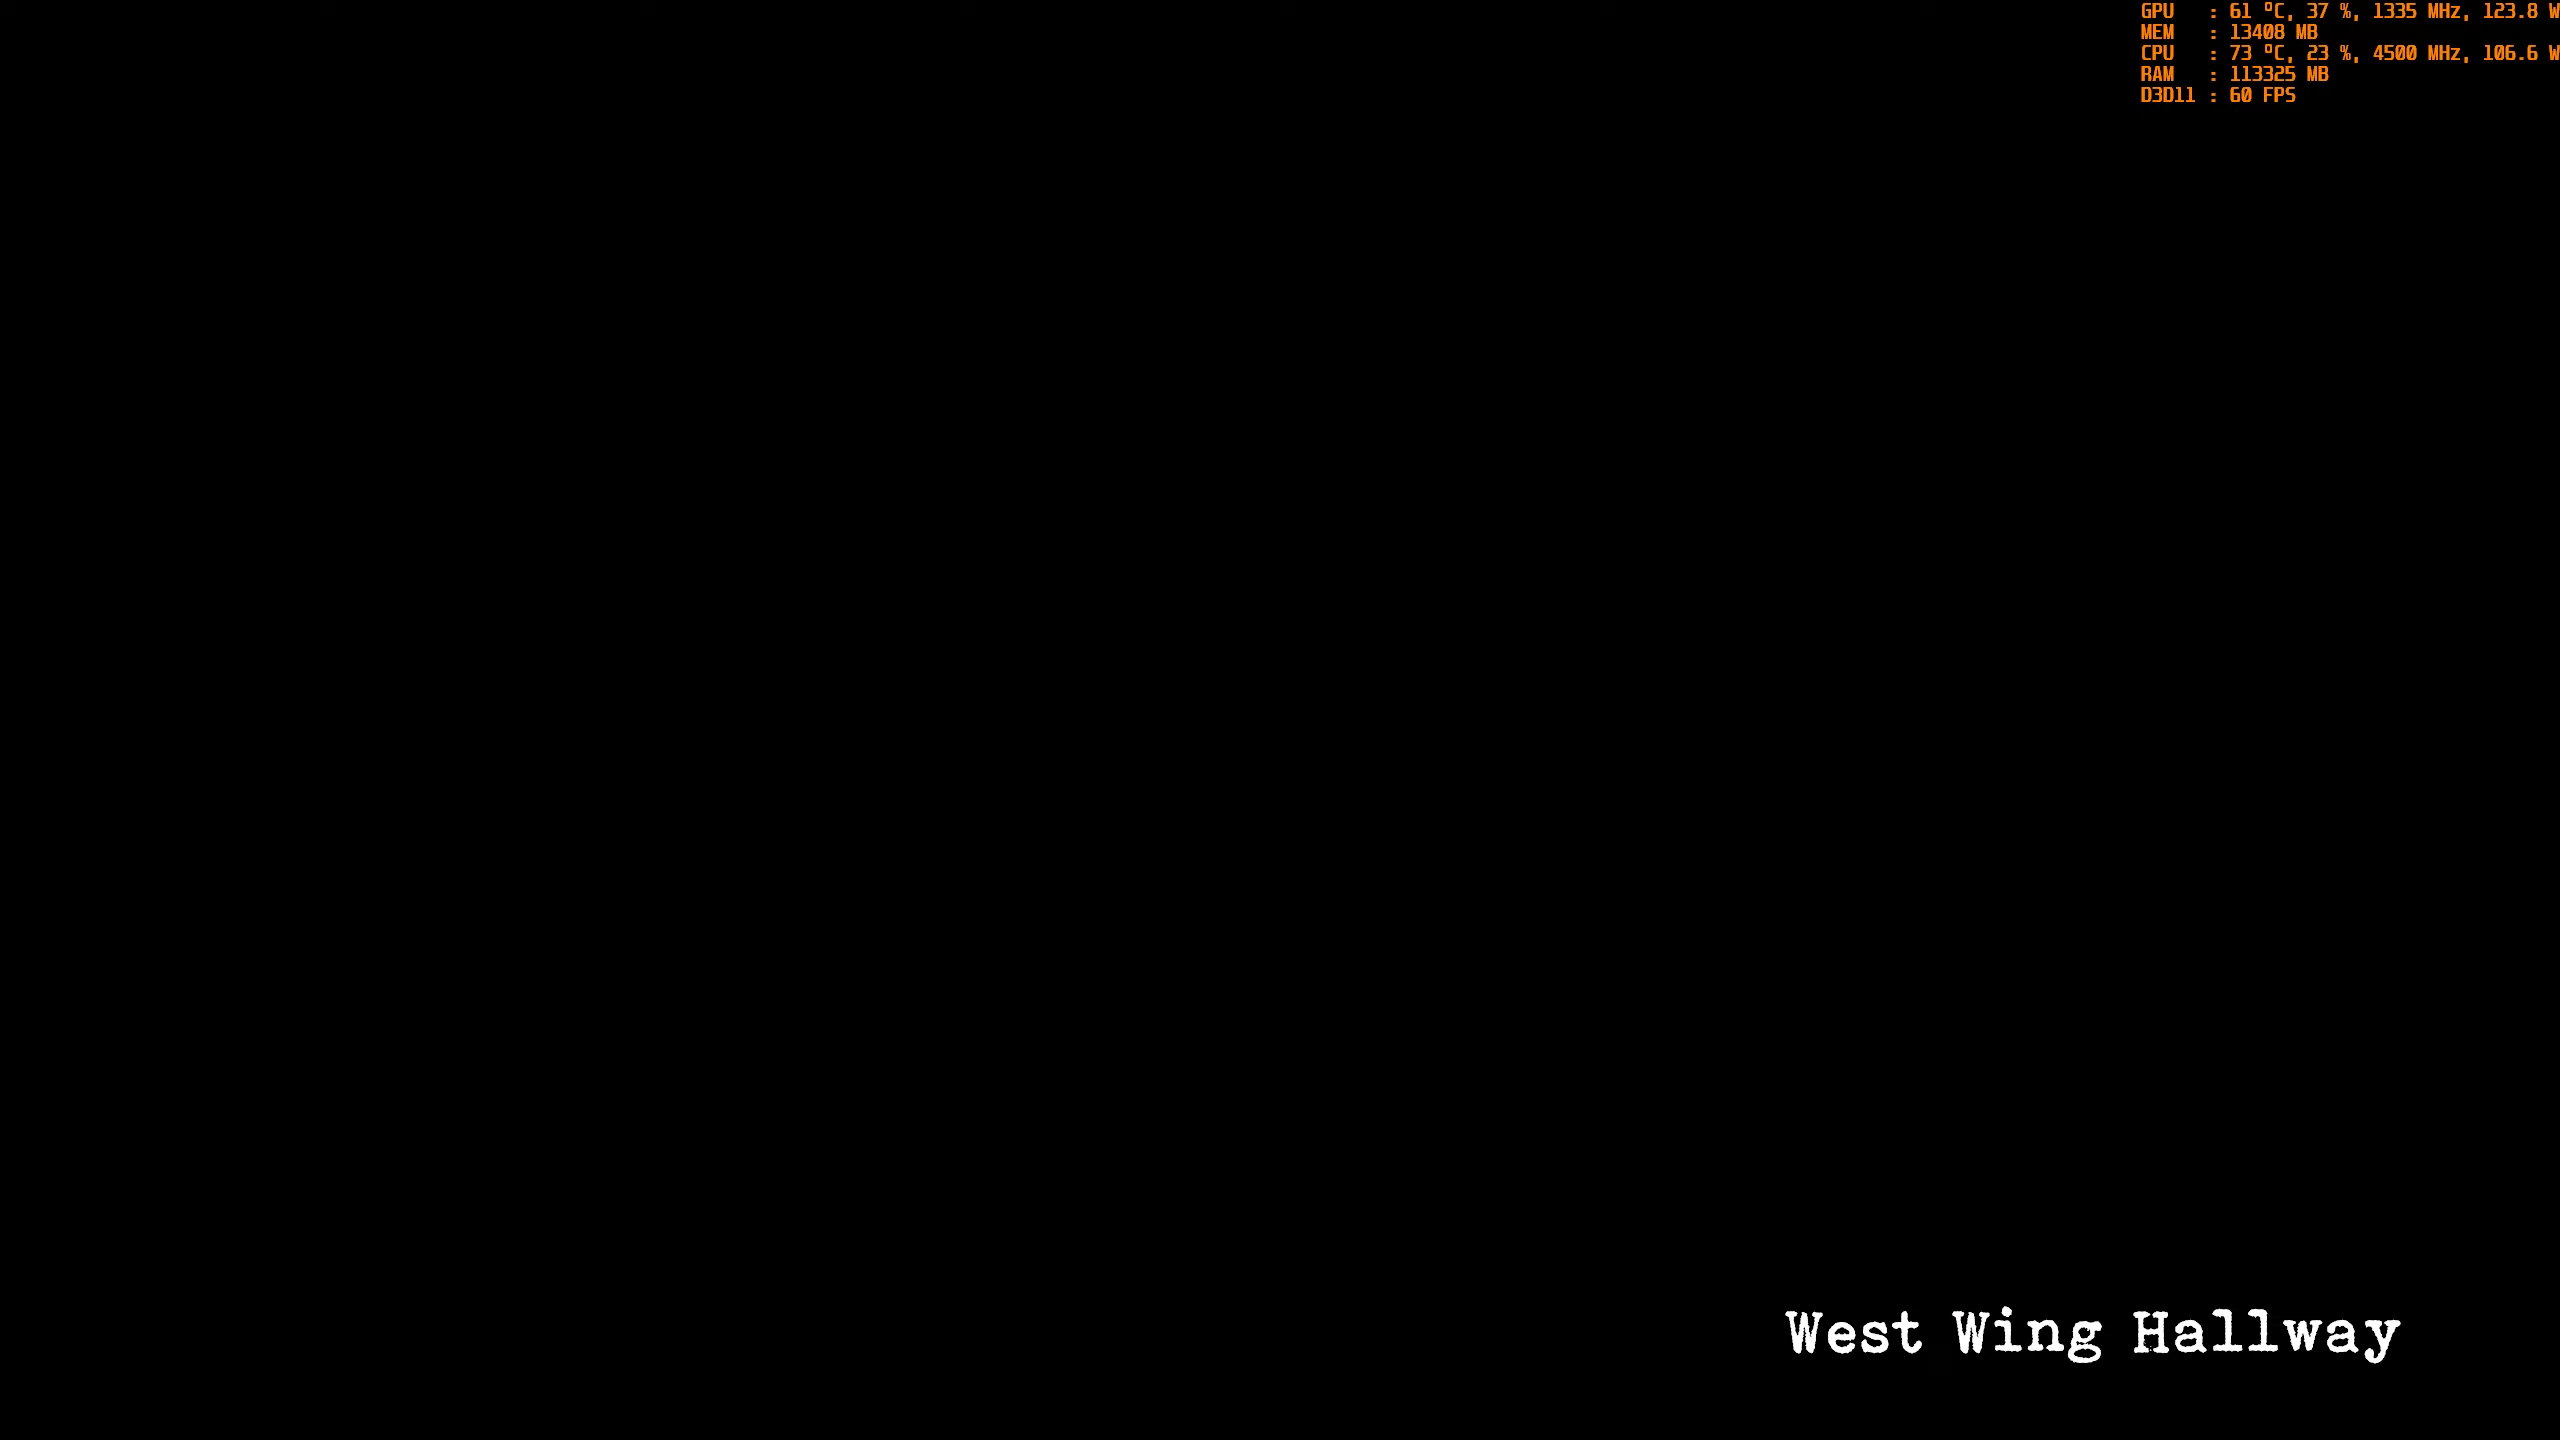 GPU : 61 °C, 37 %, 1335 MHz, 123.8 W
MEM : 13408 MB
CPU : 73 °C, 23 %, 4500 MHz, 106.6 W
RAM : 113325 MB
D3D11 : 60 FPS
West Wing Hallway